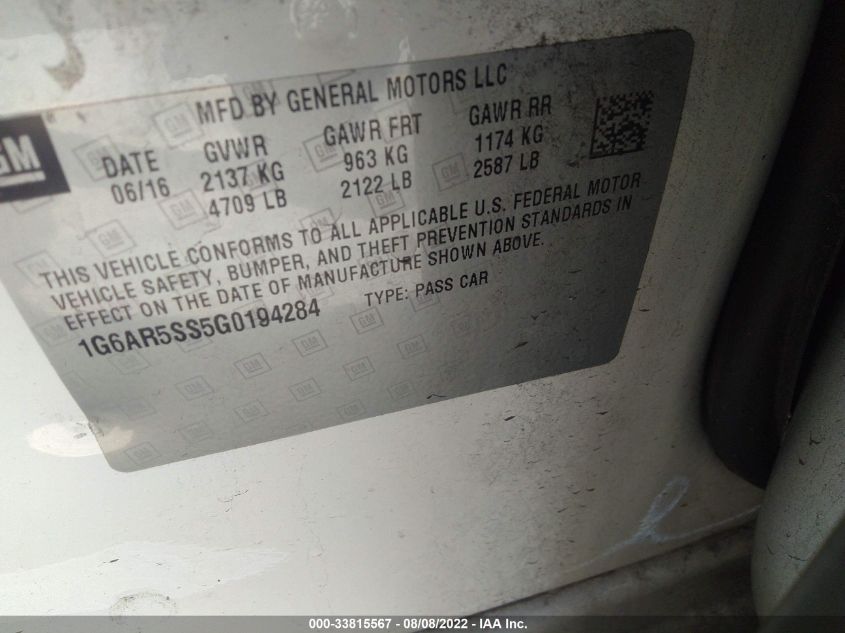 MFD BY GENERAL MOTORS LLC
GM
DATE GVWR GAWR FRT GAWR RR
06/16 2137 KG 963 KG 1174 KG
4709 LB 2122 LB 2587 LB
THIS VEHICLE CONFORMS TO ALL APPLICABLE U.S. FEDERAL MOTOR
VEHICLE SAFETY, BUMPER, AND THEFT PREVENTION STANDARDS IN
EFFECT ON THE DATE OF MANUFACTURE SHOWN ABOVE.
1G6AR5SS5G0194284 TYPE: PASS CAR
000-33815567 - 08/08/2022 - IAA Inc.